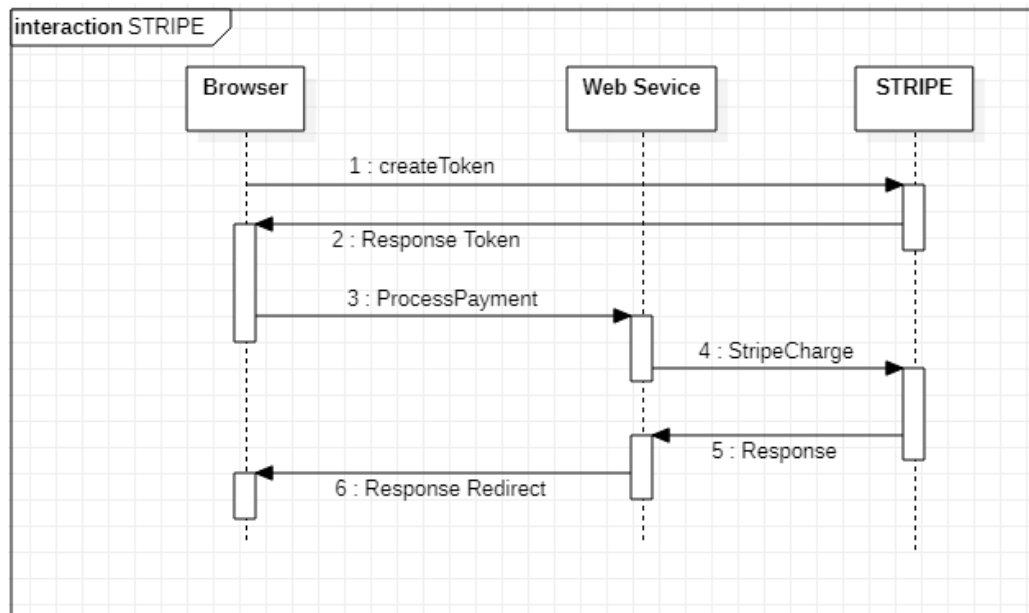 interaction STRIPE
Browser
Web Sevice
STRIPE
1 : createToken
2 : Response Token
3 : ProcessPayment
4 : StripeCharge
5 : Response
6 : Response Redirect